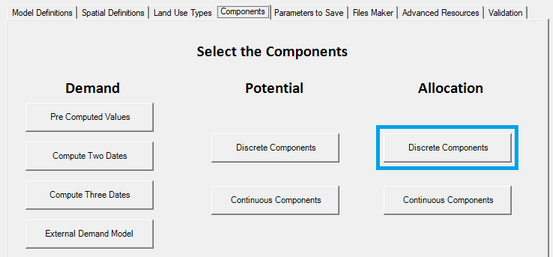 Model Definitions Spatial Definitions Land Use Types Components Parameters to Save Files Maker Advanced Resources Validation
Select the Components
Demand Potential Allocation
Pre Computed Values
Discrete Components Discrete Components
Compute Two Dates
Compute Three Dates
Continuous Components Continuous Components
External Demand Model